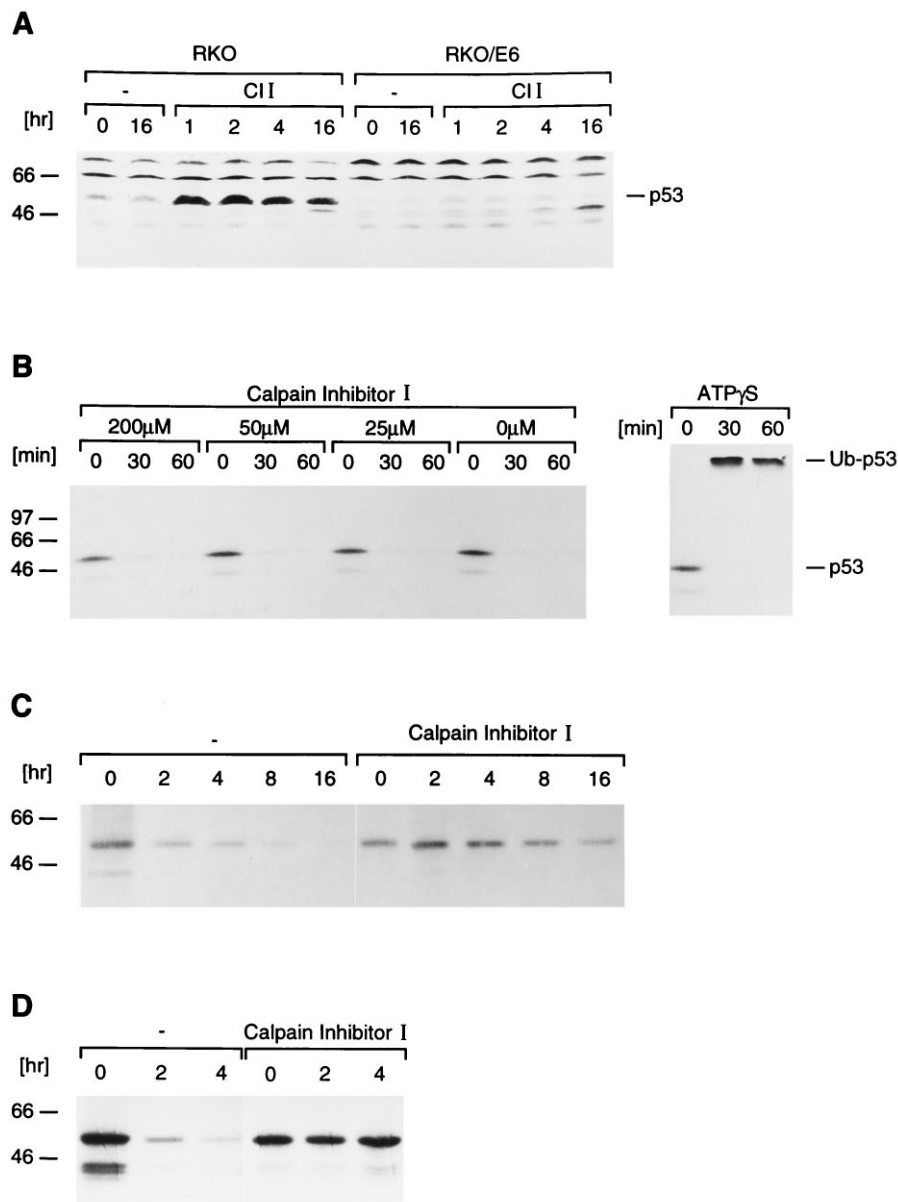 A
RKO RKO/E6
- CI I - CI I
[hr] 0 16 1 2 4 16 0 16 1 2 4 16
66 —
— p53
46 —
B
Calpain Inhibitor I ATPγS
200μM 50μM 25μM 0μM [min] 0 30 60
[min] 0 30 60 0 30 60 0 30 60 0 30 60
— Ub-p53
97 —
66 —
46 — — p53
C
- Calpain Inhibitor I
[hr] 0 2 4 8 16 0 2 4 8 16
66 —
46 —
D
- Calpain Inhibitor I
[hr] 0 2 4 0 2 4
66 —
46 —